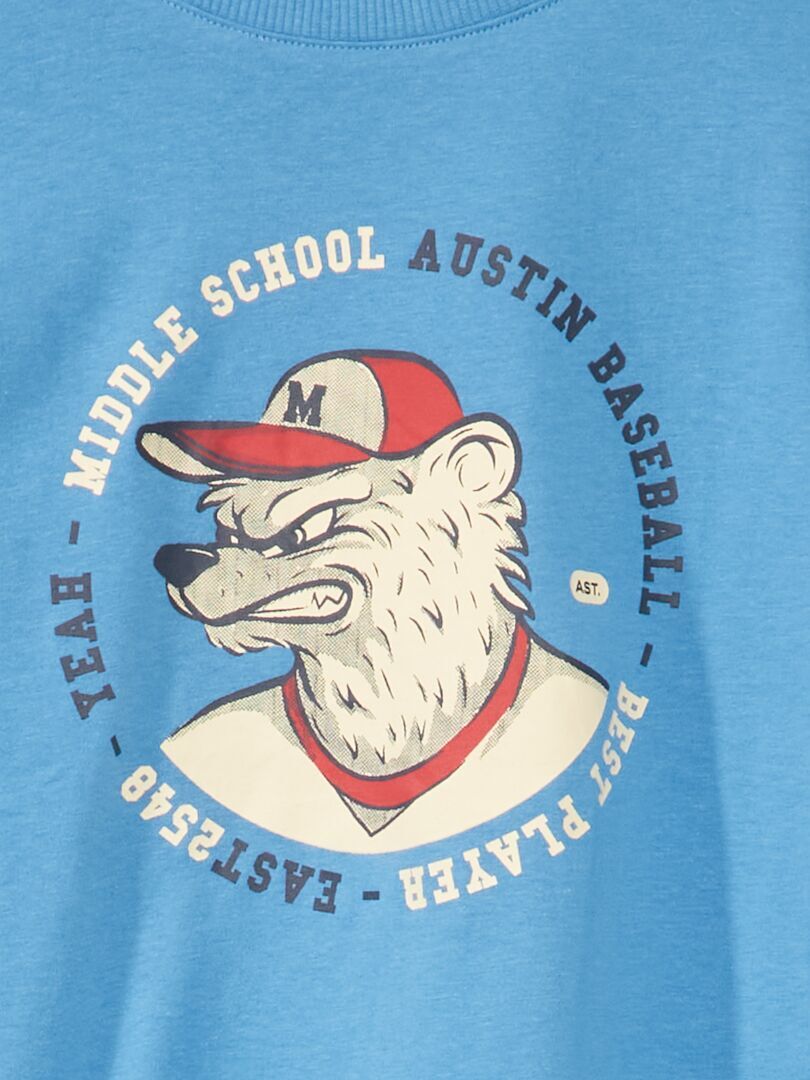 MIDDLE SCHOOL AUSTIN BASEBALL - BEST PLAYER - EAST2548 - YEAH -
M
AST.